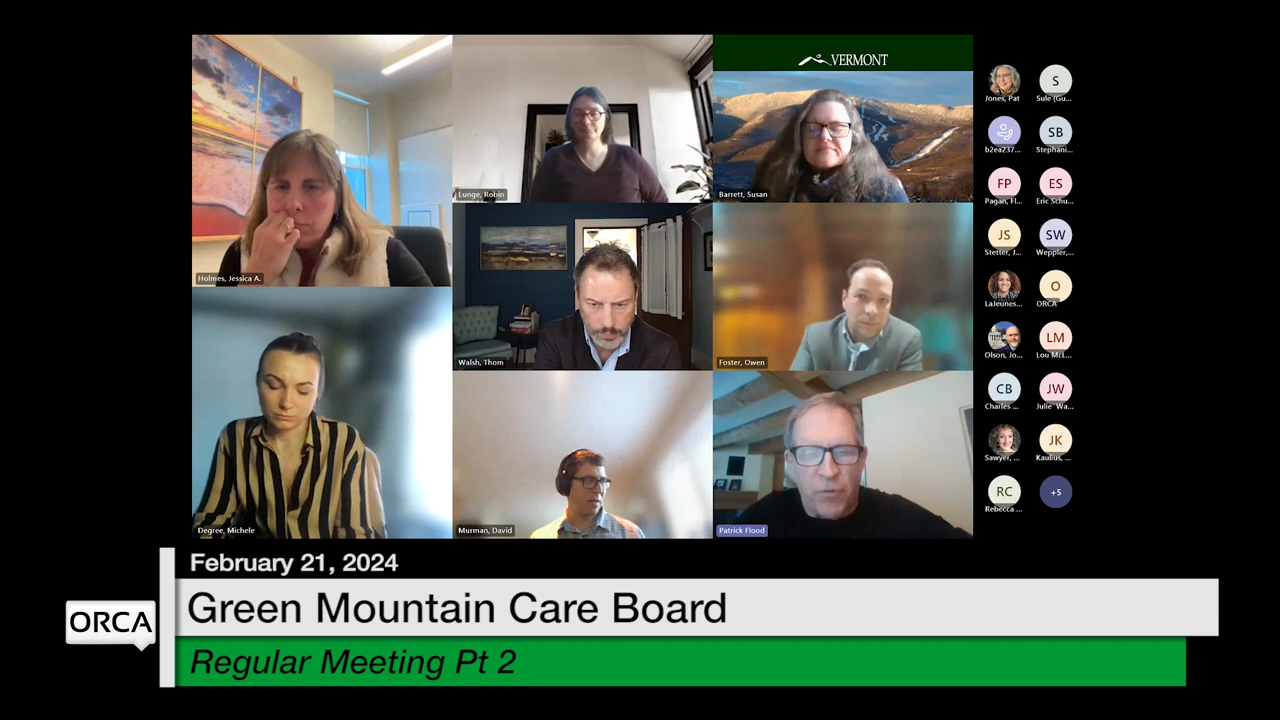 VERMONT
Holmes, Jessica A.
Lunge, Robin
Barrett, Susan
Walsh, Thom
Foster, Owen
Degree, Michele
Murman, David
Patrick Flood
Jones, Pat
S
Sule (Gu...
b2ea237...
SB
Stephani...
FP
Pagan, Fl...
ES
Eric Schu...
JS
Stetter, J...
SW
Weppler,...
LaJeunes...
O
ORCA
Olson, Jo...
LM
Lou McL...
CB
Charles ...
JW
Julie Wa...
Sawyer, ...
JK
Kaulius, ...
RC
Rebecca ...
+5
February 21, 2024
ORCA
Green Mountain Care Board
Regular Meeting Pt 2